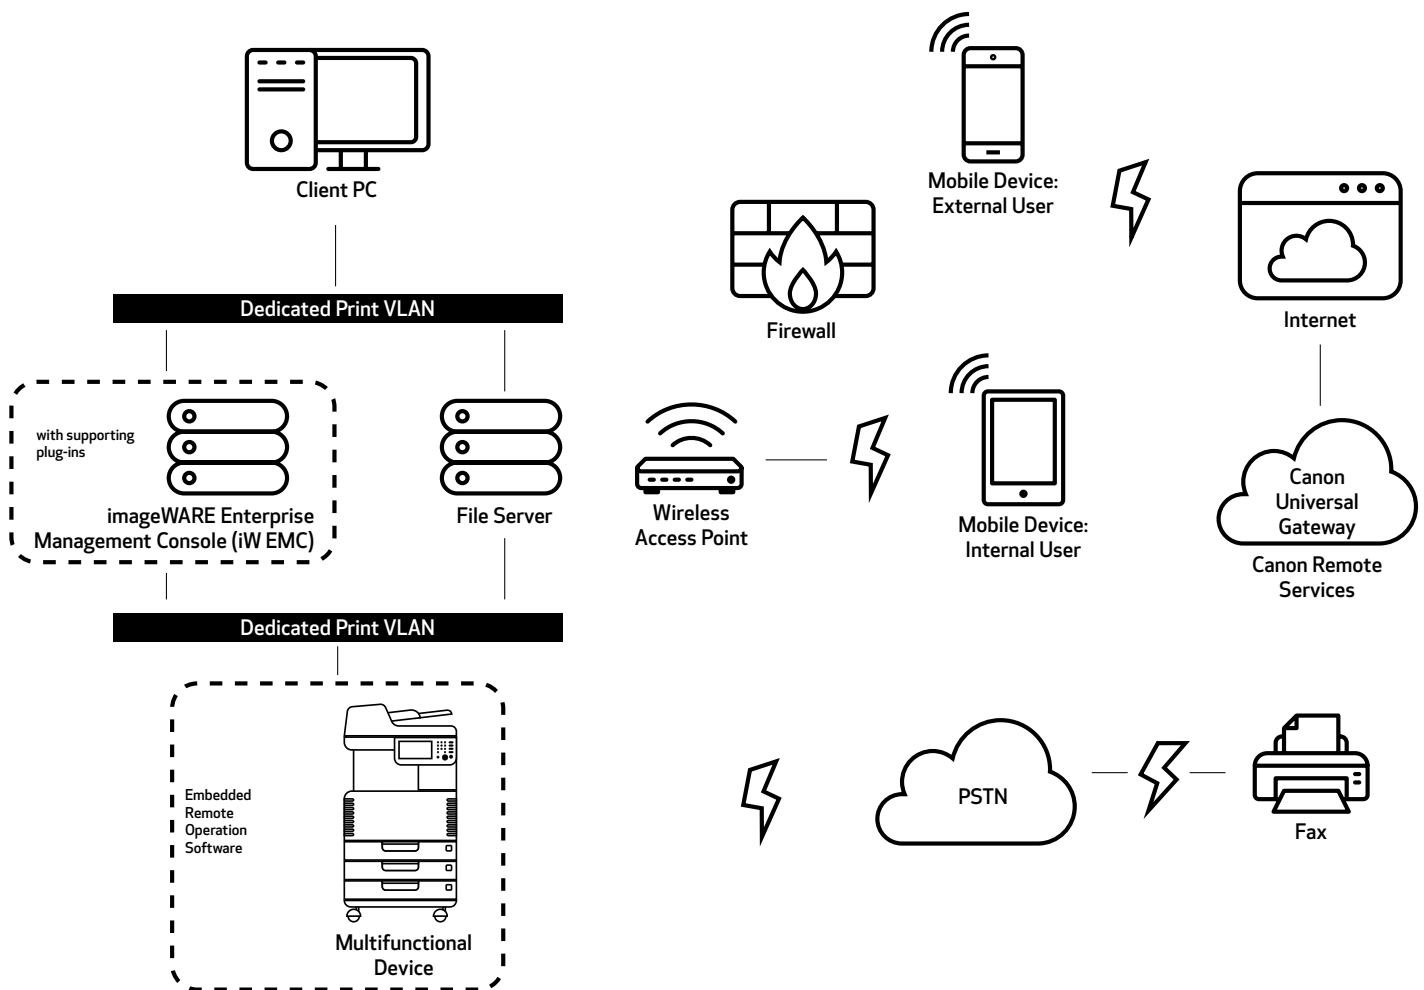 Client PC
Mobile Device:
External User
Dedicated Print VLAN
Firewall
Internet
with supporting
plug-ins
imageWARE Enterprise
Management Console (iW EMC)
File Server
Wireless
Access Point
Mobile Device:
Internal User
Canon
Universal
Gateway
Canon Remote
Services
Dedicated Print VLAN
Embedded
Remote
Operation
Software
Multifunctional
Device
PSTN
Fax